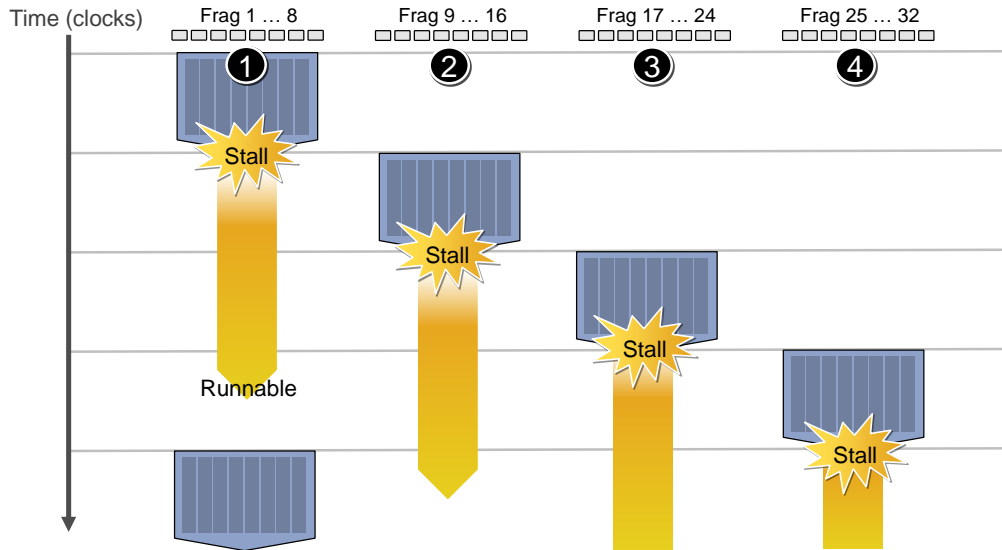 Time (clocks)
Frag 1 … 8
Frag 9 … 16
Frag 17 … 24
Frag 25 … 32
1
2
3
4
Stall
Stall
Stall
Runnable
Stall